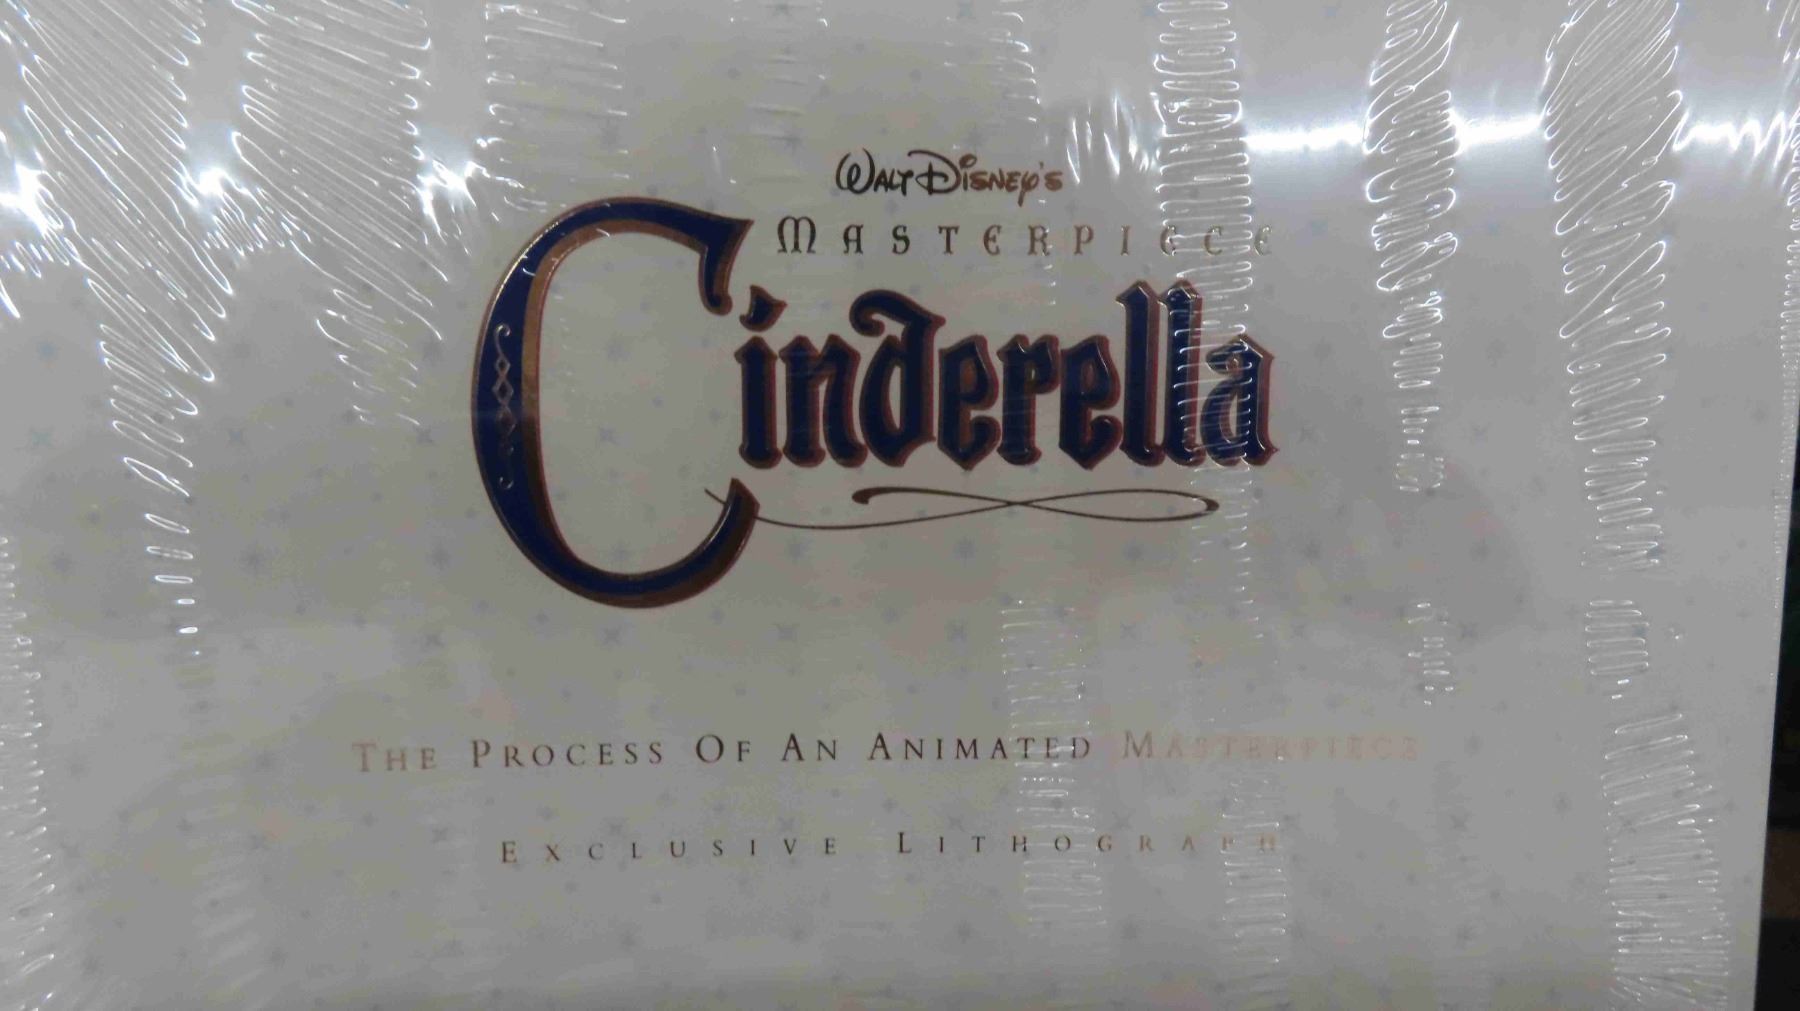 Walt Disney's
MASTERPIECE
Cinderella
THE PROCESS OF AN ANIMATED MASTERPIECE
EXCLUSIVE LITHOGRAPH